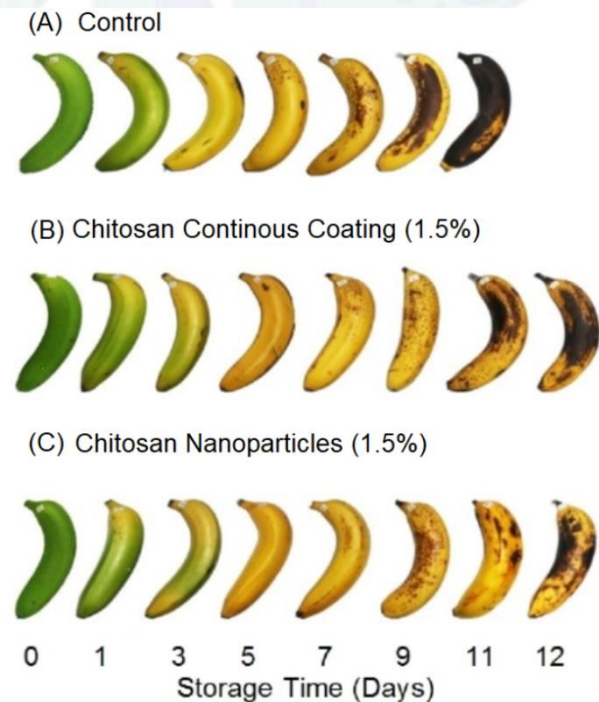 (A) Control
(B) Chitosan Continous Coating (1.5%)
(C) Chitosan Nanoparticles (1.5%)
0 1 3 5 7 9 11 12
Storage Time (Days)